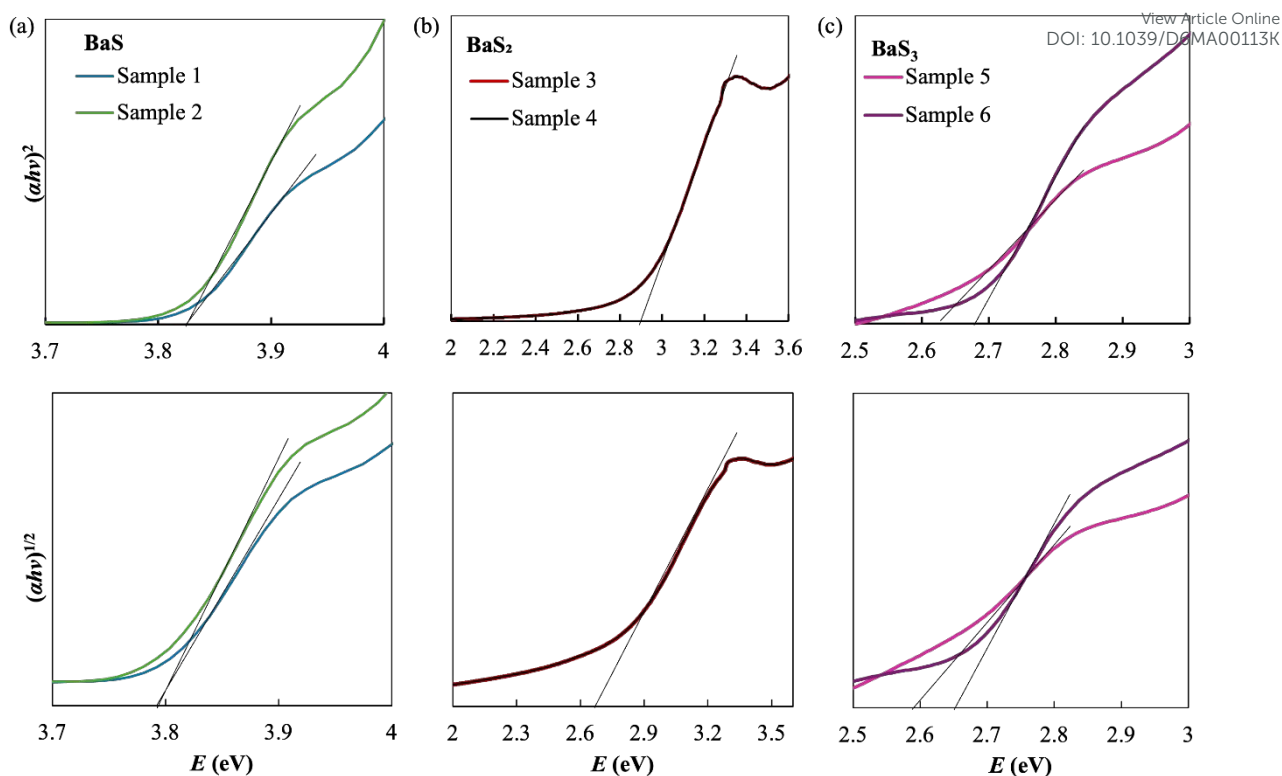 View Article Online
DOI: 10.1039/D5MA00113K
(a)
BaS
Sample 1
Sample 2
(αhν)²
3.7
3.8
3.9
4
(b)
BaS₂
Sample 3
Sample 4
2
2.2
2.4
2.6
2.8
3
3.2
3.4
3.6
(c)
BaS₃
Sample 5
Sample 6
2.5
2.6
2.7
2.8
2.9
3
(αhν)¹/²
3.7
3.8
3.9
4
E (eV)
2
2.3
2.6
2.9
3.2
3.5
E (eV)
2.5
2.6
2.7
2.8
2.9
3
E (eV)